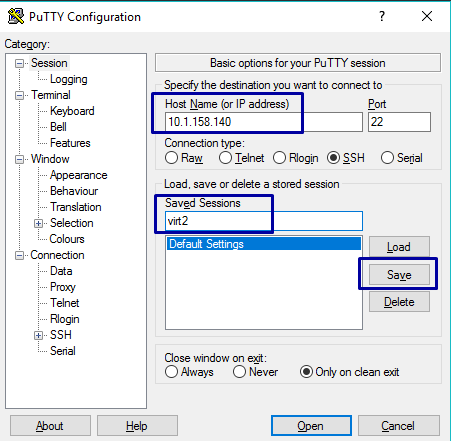 PuTTY Configuration
Category:
Session
Logging
Terminal
Keyboard
Bell
Features
Window
Appearance
Behaviour
Translation
Selection
Colours
Connection
Data
Proxy
Telnet
Rlogin
SSH
Serial
Basic options for your PuTTY session
Specify the destination you want to connect to
Host Name (or IP address) Port
10.1.158.140 22
Connection type:
Raw Telnet Rlogin SSH Serial
Load, save or delete a stored session
Saved Sessions
virt2
Default Settings
Load
Save
Delete
Close window on exit:
Always Never Only on clean exit
About Help Open Cancel